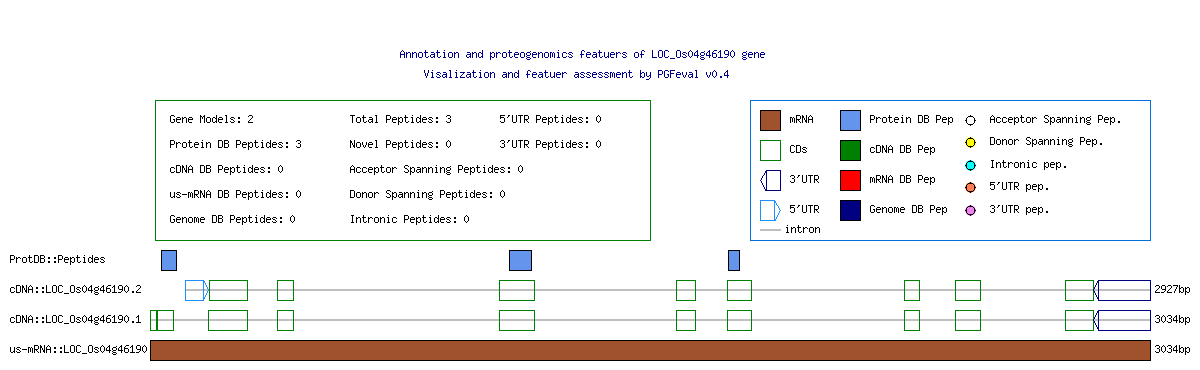 Annotation and proteogenomics featuers of LOC_Os04g46190 gene
Visalization and featuer assessment by PGFeval v0.4
Gene Models: 2 Total Peptides: 3 5'UTR Peptides: 0
Protein DB Peptides: 3 Novel Peptides: 0 3'UTR Peptides: 0
cDNA DB Peptides: 0 Acceptor Spanning Peptides: 0
us-mRNA DB Peptides: 0 Donor Spanning Peptides: 0
Genome DB Peptides: 0 Intronic Peptides: 0
mRNA Protein DB Pep Acceptor Spanning Pep.
CDs cDNA DB Pep Donor Spanning Pep.
3'UTR mRNA DB Pep Intronic pep.
5'UTR Genome DB Pep 5'UTR pep.
3'UTR pep.
intron
ProtDB::Peptides
cDNA::LOC_Os04g46190.2 2927bp
cDNA::LOC_Os04g46190.1 3034bp
us-mRNA::LOC_Os04g46190 3034bp